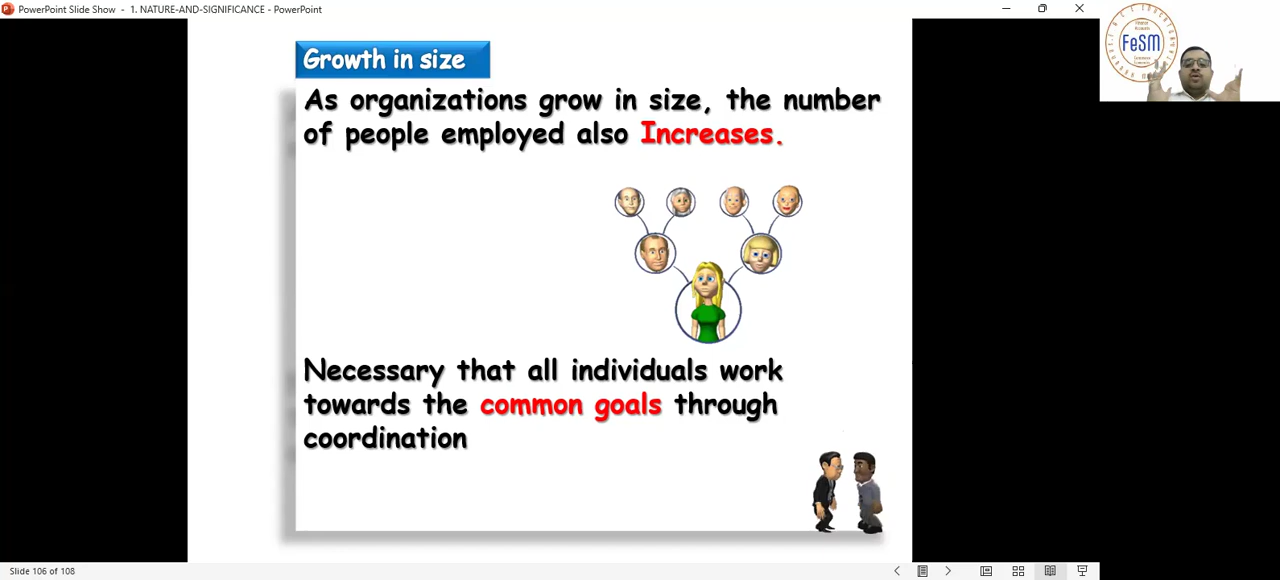 PowerPoint Slide Show - 1. NATURE-AND-SIGNIFICANCE - PowerPoint
FeSM
Growth in size
As organizations grow in size, the number
of people employed also Increases.
Necessary that all individuals work
towards the common goals through
coordination
Slide 106 of 108